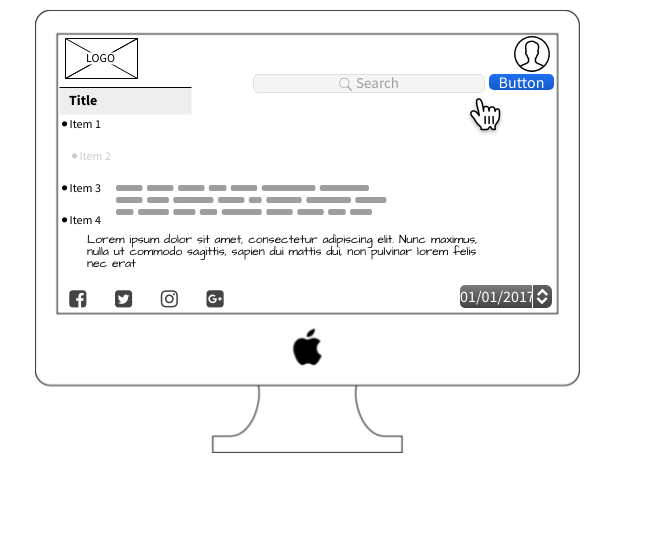 LOGO
Search
Button
Title
Item 1
Item 2
Item 3
Item 4
Lorem ipsum dolor sit amet, consectetur adipiscing elit. Nunc maximus,
nulla ut commodo sagittis, sapien dui mattis dui, non pulvinar lorem felis
nec erat
01/01/2017